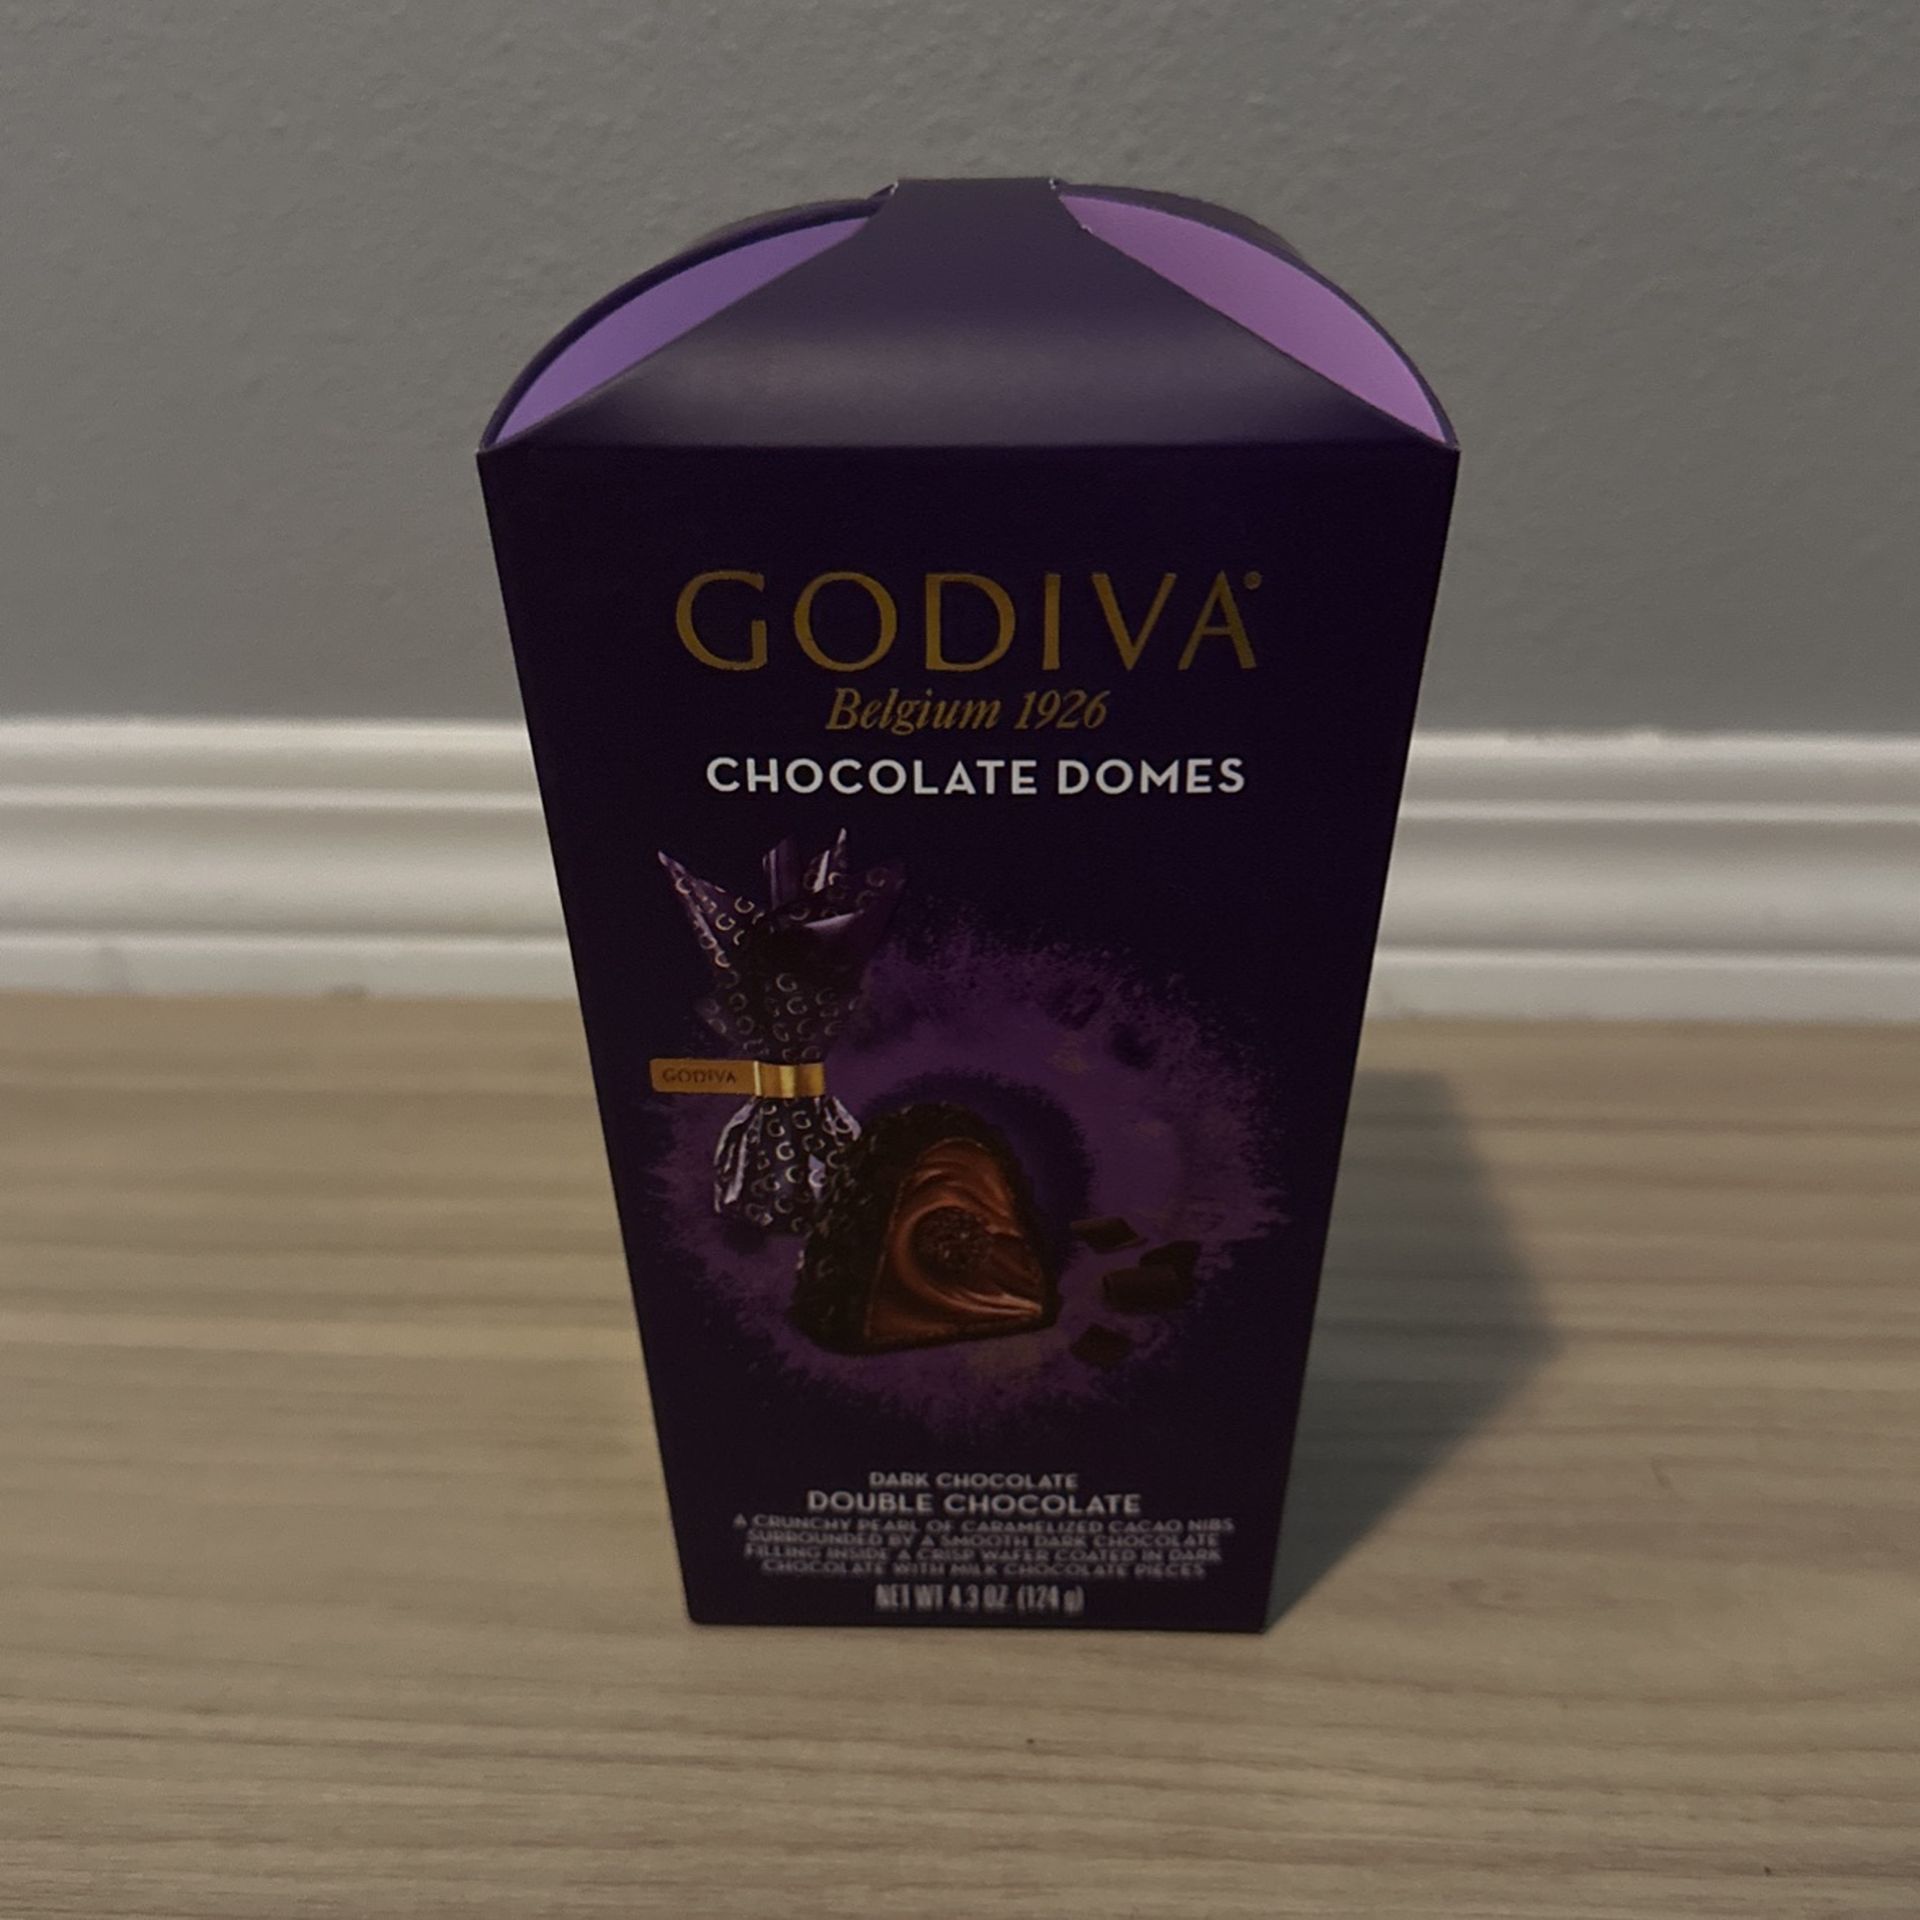 GODIVA®
Belgium 1926
CHOCOLATE DOMES
GODIVA
DARK CHOCOLATE
DOUBLE CHOCOLATE
A CRUNCHY PEARL OF CARAMELIZED CACAO NIBS
SURROUNDED BY A SMOOTH DARK CHOCOLATE
FILLING INSIDE A CRISP WAFER COATED IN DARK
CHOCOLATE WITH MILK CHOCOLATE PIECES
NET WT 4.3 OZ. (124 g)